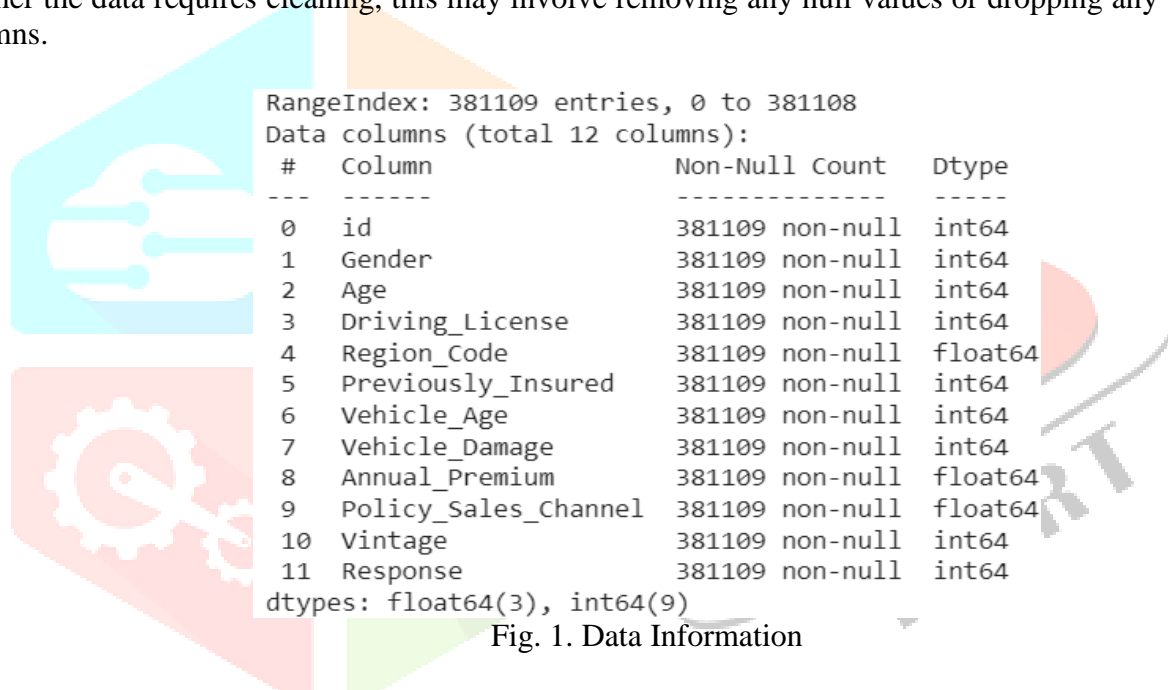 the data requires cleaning, this may involve removing any null values or dropping any
RangeIndex: 381109 entries, 0 to 381108
Data columns (total 12 columns):
# Column Non-Null Count Dtype
--- ------ -------------- -----
0 id 381109 non-null int64
1 Gender 381109 non-null int64
2 Age 381109 non-null int64
3 Driving_License 381109 non-null int64
4 Region_Code 381109 non-null float64
5 Previously_Insured 381109 non-null int64
6 Vehicle_Age 381109 non-null int64
7 Vehicle_Damage 381109 non-null int64
8 Annual_Premium 381109 non-null float64
9 Policy_Sales_Channel 381109 non-null float64
10 Vintage 381109 non-null int64
11 Response 381109 non-null int64
dtypes: float64(3), int64(9)
Fig. 1. Data Information